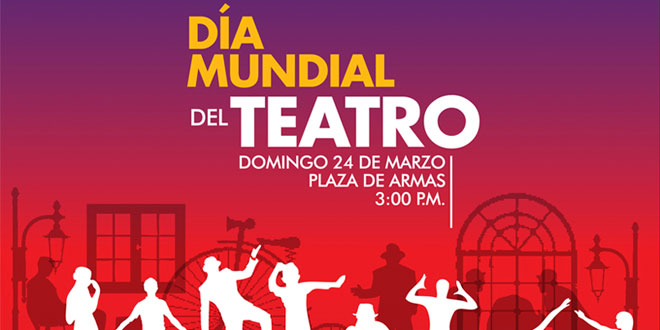 DÍA
MUNDIAL
DEL TEATRO
DOMINGO 24 DE MARZO
PLAZA DE ARMAS
3:00 P.M.